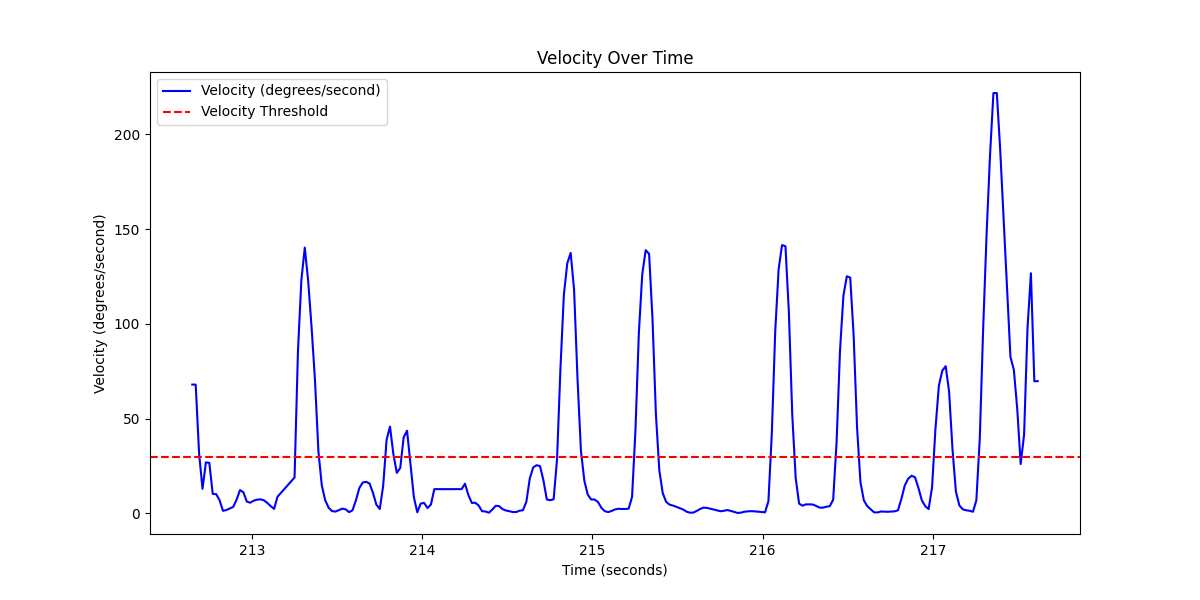 Velocity Over Time
Velocity (degrees/second)
Velocity Threshold
Velocity (degrees/second)
200
150
100
50
0
213 214 215 216 217
Time (seconds)